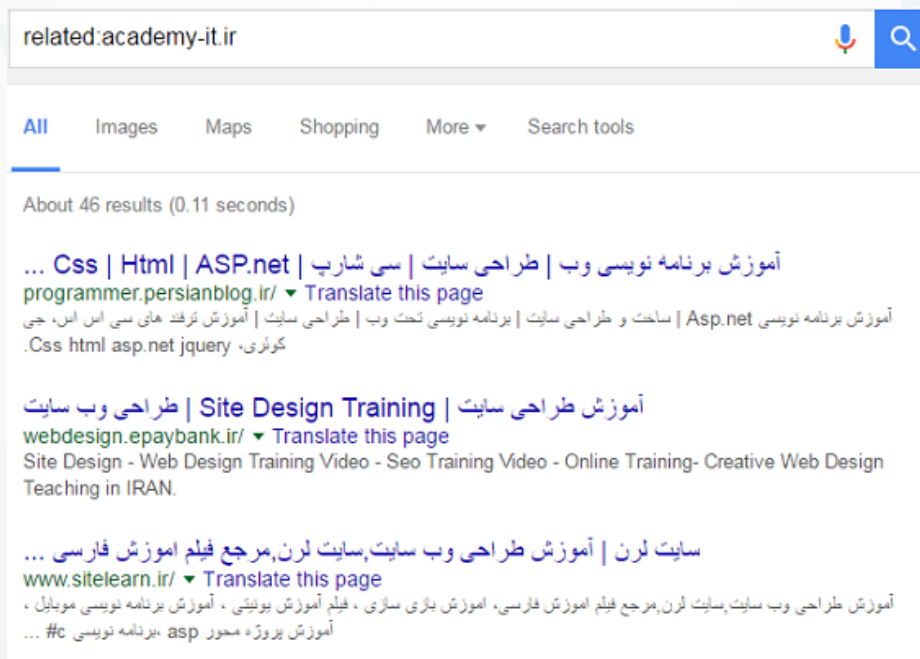 related:academy-it.ir
All Images Maps Shopping More Search tools
About 46 results (0.11 seconds)
آموزش برنامه نویسی وب | طراحی سایت | سی شارپ | Css | Html | ASP.net ...
programmer.persianblog.ir/ Translate this page
آموزش برنامه نویسی Asp.net | ساخت و طراحی سایت | برنامه نویسی تحت وب | طراحی سایت | آموزش ترفند های سی اس اس، جی
کوئری، Css html asp.net jquery.
آموزش طراحی سایت | Site Design Training | طراحی وب سایت
webdesign.epaybank.ir/ Translate this page
Site Design - Web Design Training Video - Seo Training Video - Online Training- Creative Web Design
Teaching in IRAN.
سایت لرن | آموزش طراحی وب سایت,سایت لرن,مرجع فیلم اموزش فارسی ...
www.sitelearn.ir/ Translate this page
آموزش طراحی وب سایت,سایت لرن,مرجع فیلم اموزش فارسی، اموزش بازی سازی ، فیلم آموزش یونیتی ، آموزش برنامه نویسی موبایل ،
آموزش پروژه محور asp ،برنامه نویسی c# ...